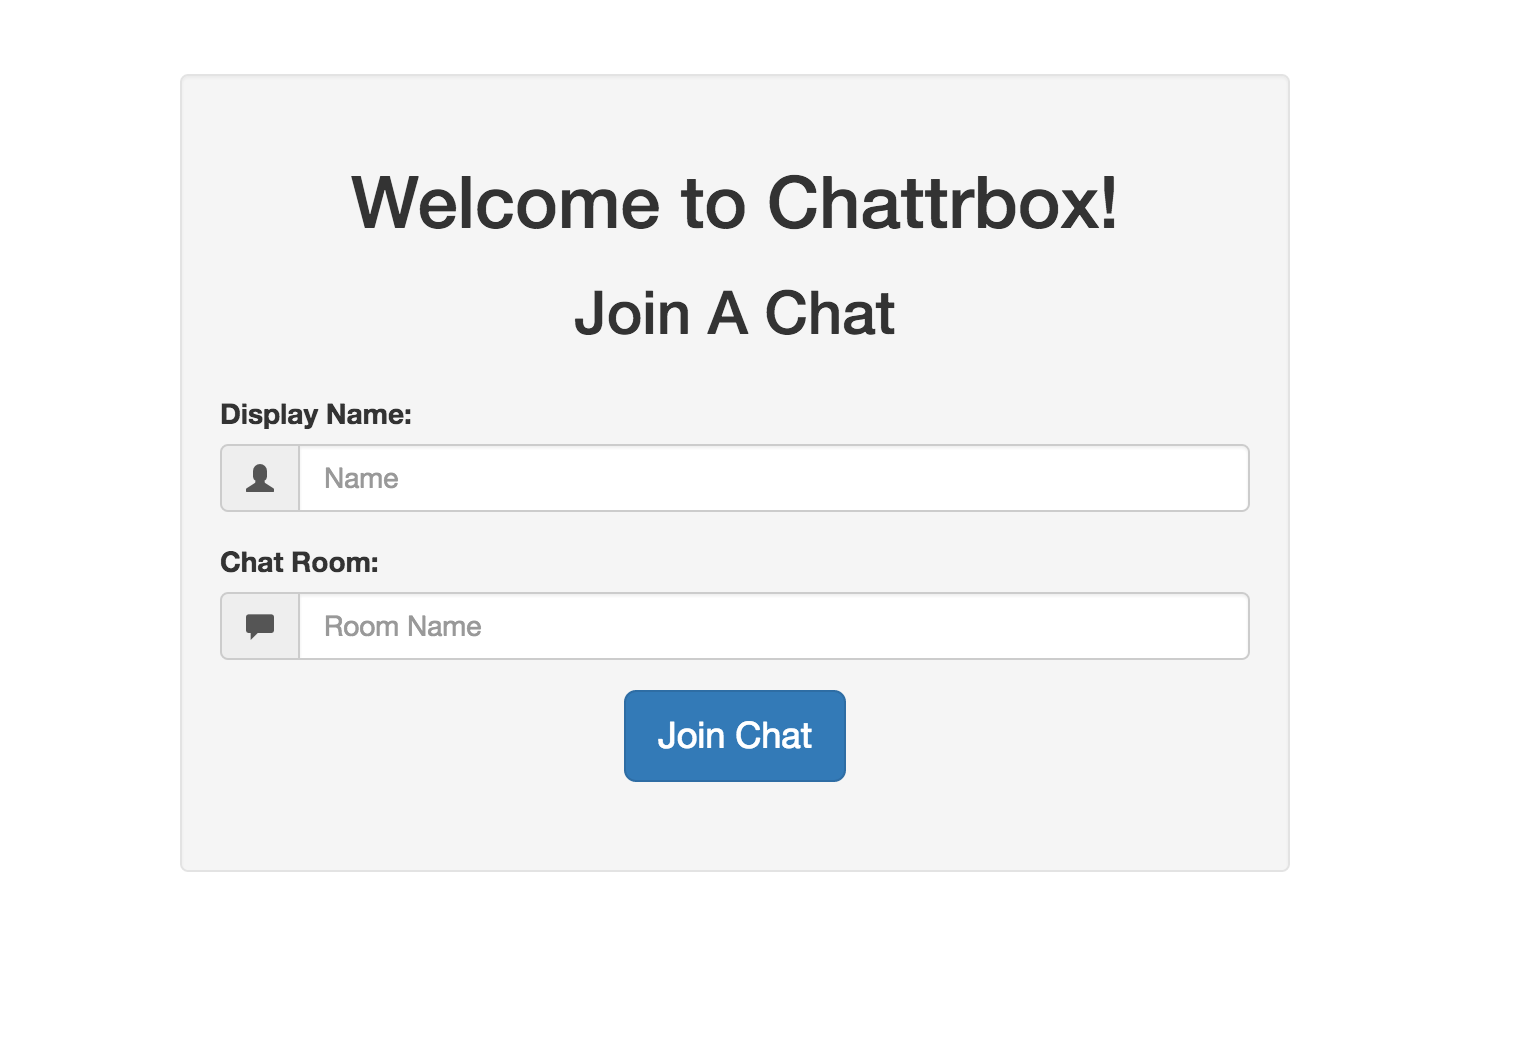 Welcome to Chattrbox!
Join A Chat
Display Name:
Name
Chat Room:
Room Name
Join Chat